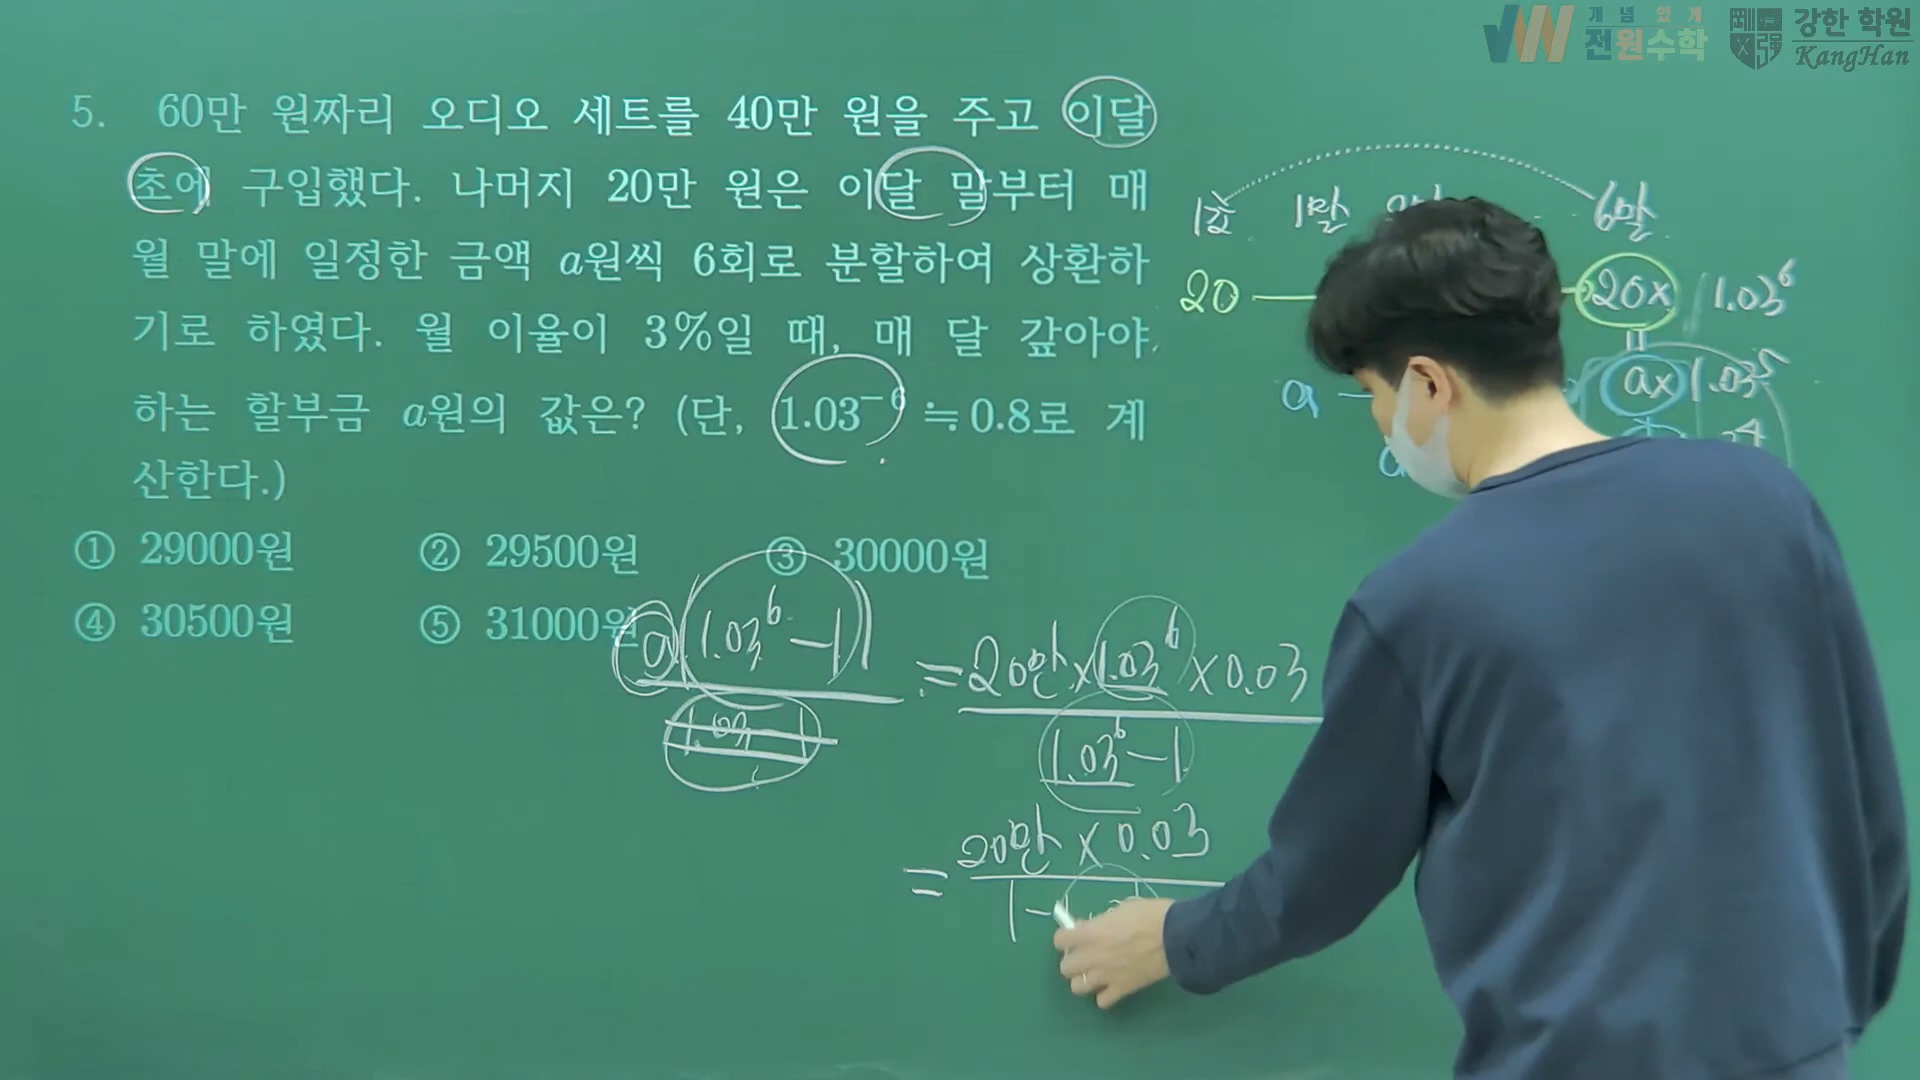 개념있게
전원수학
강한 학원
KangHan
5. 60만 원짜리 오디오 세트를 40만 원을 주고 이달
초에 구입했다. 나머지 20만 원은 이달 말부터 매
월 말에 일정한 금액 a원씩 6회로 분할하여 상환하
기로 하였다. 월 이율이 3%일 때, 매 달 갚아야
하는 할부금 a원의 값은? (단, 1.03⁻⁶ ≒ 0.8로 계
산한다.)
① 29000원 ② 29500원 ③ 30000원
④ 30500원 ⑤ 31000원
1초 1말 6말
20 20× 1.03⁶
a a× 1.03⁵
a(1.03⁶-1) = 20만×1.03⁶×0.03
1.03-1 1.03⁶-1
= 20만×0.03
1-